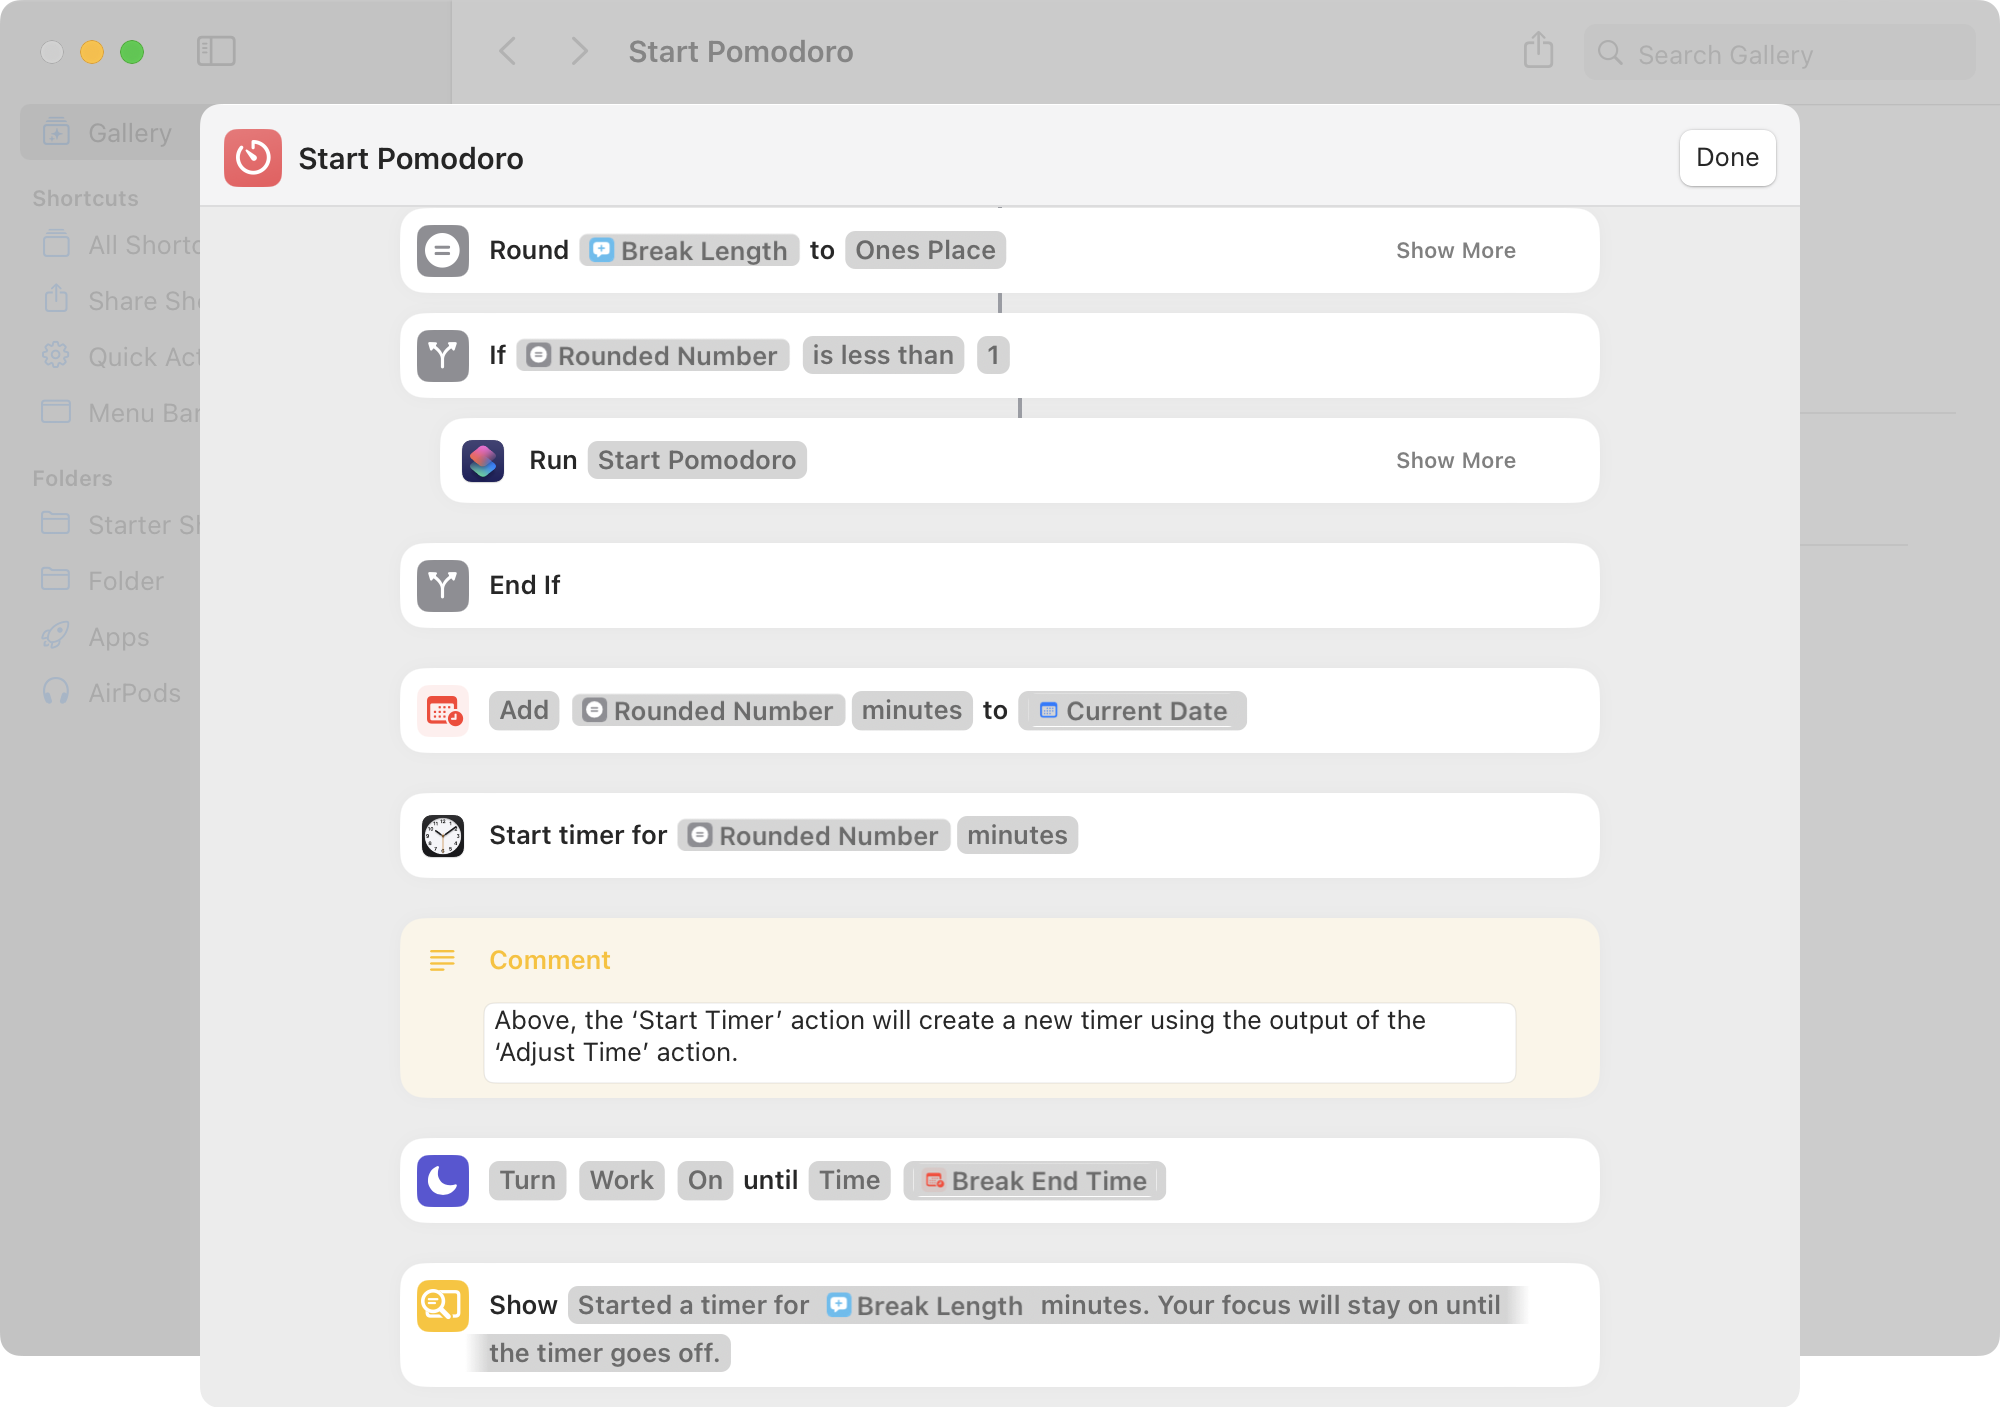 Start Pomodoro
Search Gallery
Gallery
Shortcuts
All Shortc
Share Sh
Quick Act
Menu Bar
Folders
Starter Sh
Folder
Apps
AirPods
Start Pomodoro
Done
Round Break Length to Ones Place Show More
If Rounded Number is less than 1
Run Start Pomodoro Show More
End If
Add Rounded Number minutes to Current Date
Start timer for Rounded Number minutes
Comment
Above, the ‘Start Timer’ action will create a new timer using the output of the
‘Adjust Time’ action.
Turn Work On until Time Break End Time
Show Started a timer for Break Length minutes. Your focus will stay on until
the timer goes off.